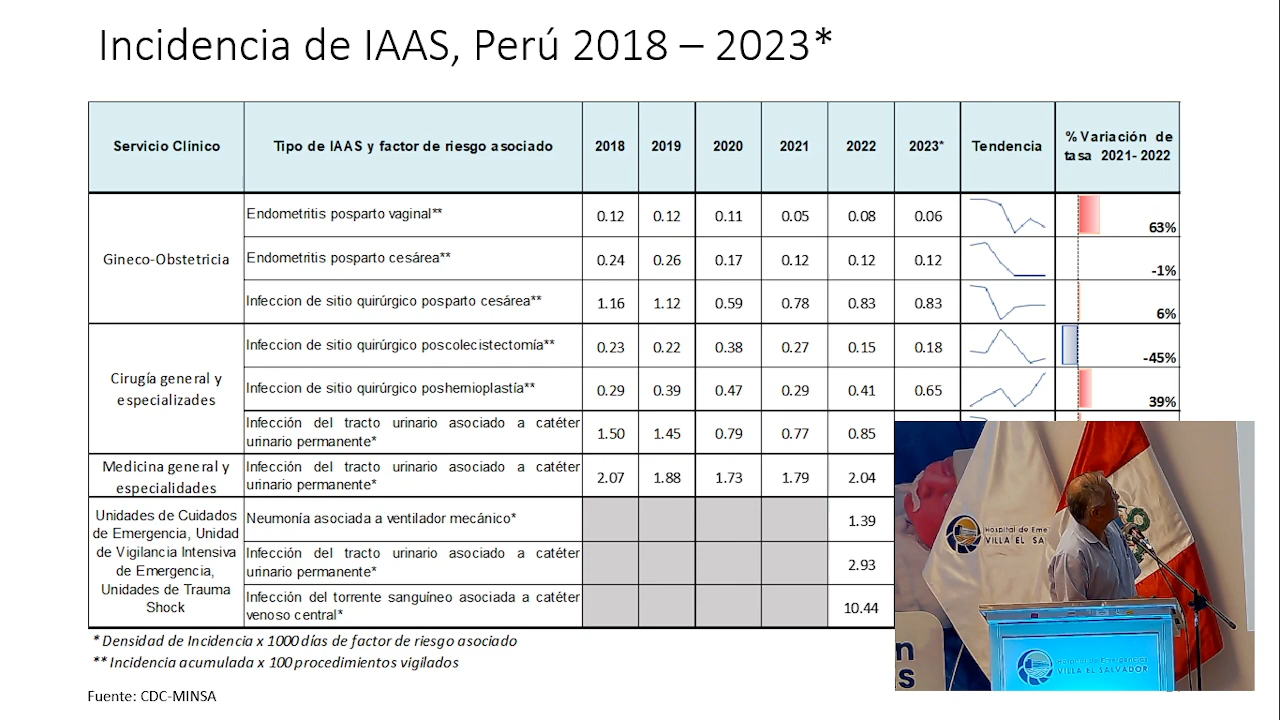 Incidencia de IAAS, Perú 2018 – 2023*
Servicio Clínico Tipo de IAAS y factor de riesgo asociado 2018 2019 2020 2021 2022 2023* Tendencia % Variación de
tasa 2021- 2022
Gineco-Obstetricia
Endometritis posparto vaginal** 0.12 0.12 0.11 0.05 0.08 0.06 63%
Endometritis posparto cesárea** 0.24 0.26 0.17 0.12 0.12 0.12 -1%
Infeccion de sitio quirúrgico posparto cesárea** 1.16 1.12 0.59 0.78 0.83 0.83 6%
Cirugía general y
especializades
Infeccion de sitio quirúrgico poscolecistectomía** 0.23 0.22 0.38 0.27 0.15 0.18 -45%
Infeccion de sitio quirúrgico poshernioplastía** 0.29 0.39 0.47 0.29 0.41 0.65 39%
Infección del tracto urinario asociado a catéter
urinario permanente* 1.50 1.45 0.79 0.77 0.85
Medicina general y
especialidades
Infección del tracto urinario asociado a catéter
urinario permanente* 2.07 1.88 1.73 1.79 2.04
Unidades de Cuidados
de Emergencia, Unidad
de Vigilancia Intensiva
de Emergencia,
Unidades de Trauma
Shock
Neumonía asociada a ventilador mecánico* 1.39
Infección del tracto urinario asociado a catéter
urinario permanente* 2.93
Infección del torrente sanguíneo asociada a catéter
venoso central* 10.44
* Densidad de Incidencia x 1000 días de factor de riesgo asociado
** Incidencia acumulada x 100 procedimientos vigilados
Fuente: CDC-MINSA
Hospital de Eme
VILLA EL SA
Hospital de Emergencias
VILLA EL SALVADOR